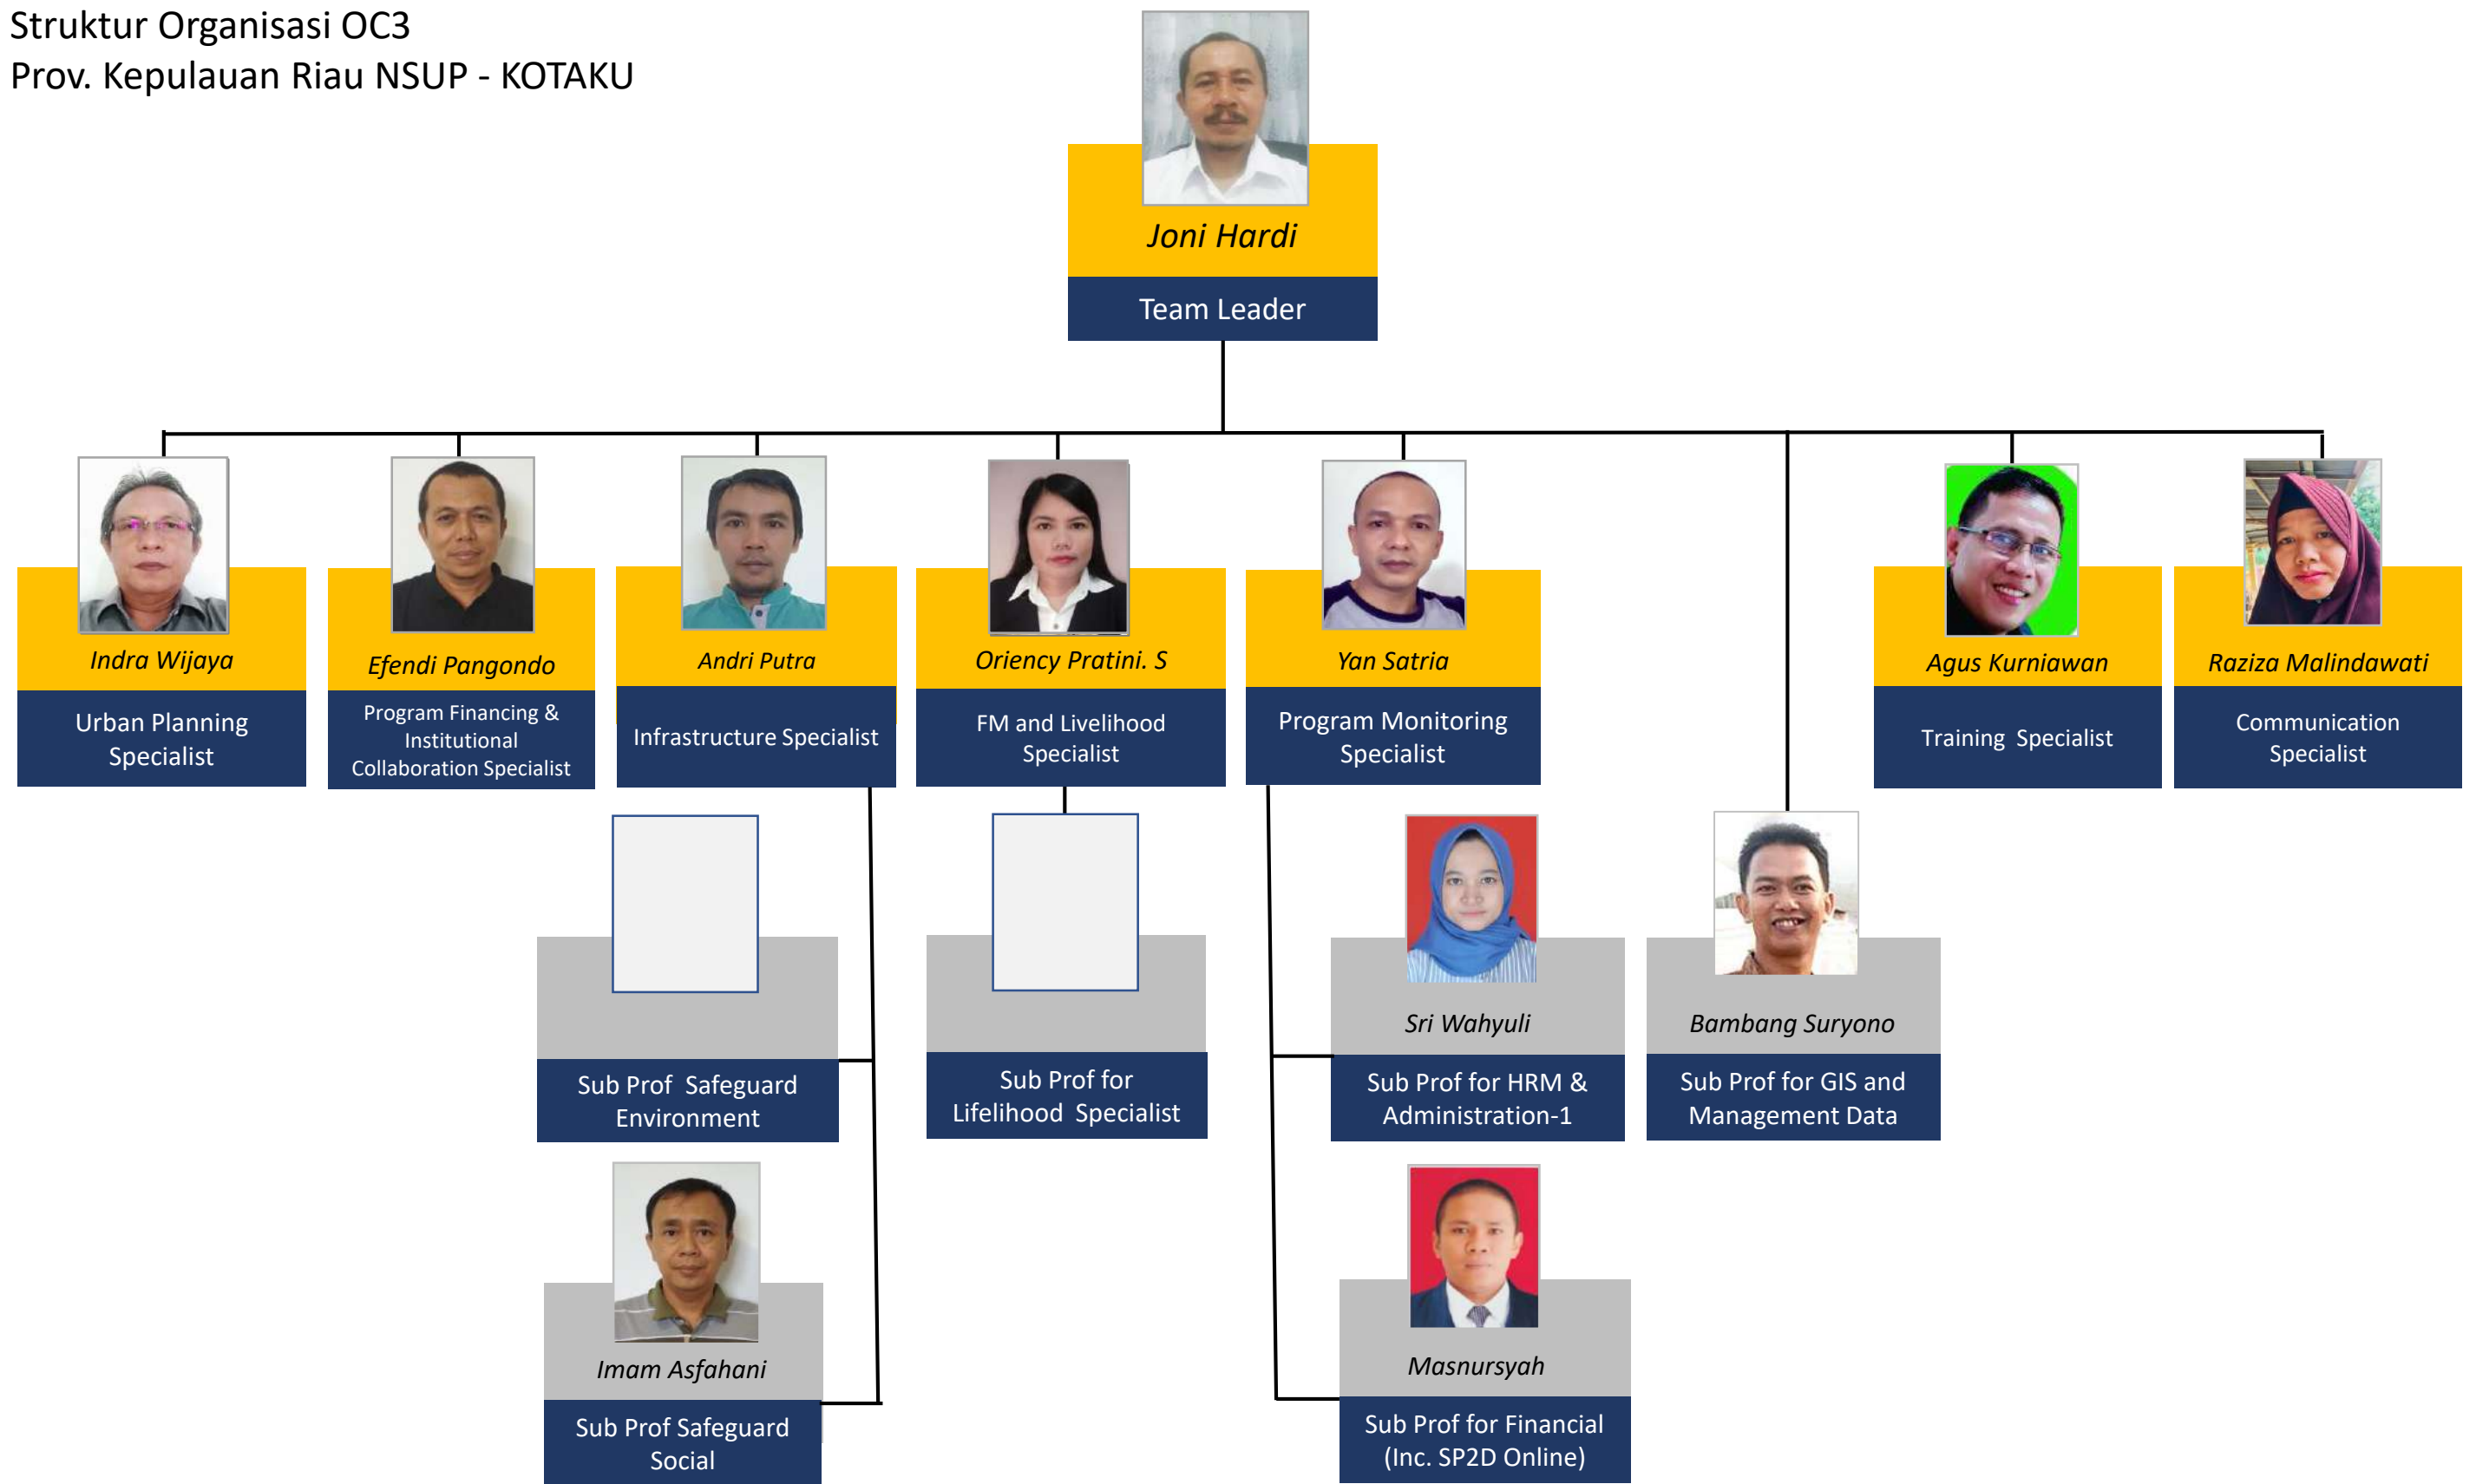 Struktur Organisasi OC3
Prov. Kepulauan Riau NSUP - KOTAKU
Joni Hardi
Team Leader
Indra Wijaya
Urban Planning
Specialist
Efendi Pangondo
Program Financing &
Institutional
Collaboration Specialist
Andri Putra
Infrastructure Specialist
Oriency Pratini. S
FM and Livelihood
Specialist
Yan Satria
Program Monitoring
Specialist
Agus Kurniawan
Training  Specialist
Raziza Malindawati
Communication
Specialist
Sub Prof  Safeguard
Environment
Sub Prof for
Lifelihood  Specialist
Sri Wahyuli
Sub Prof for HRM &
Administration-1
Bambang Suryono
Sub Prof for GIS and
Management Data
Imam Asfahani
Sub Prof Safeguard
Social
Masnursyah
Sub Prof for Financial
(Inc. SP2D Online)